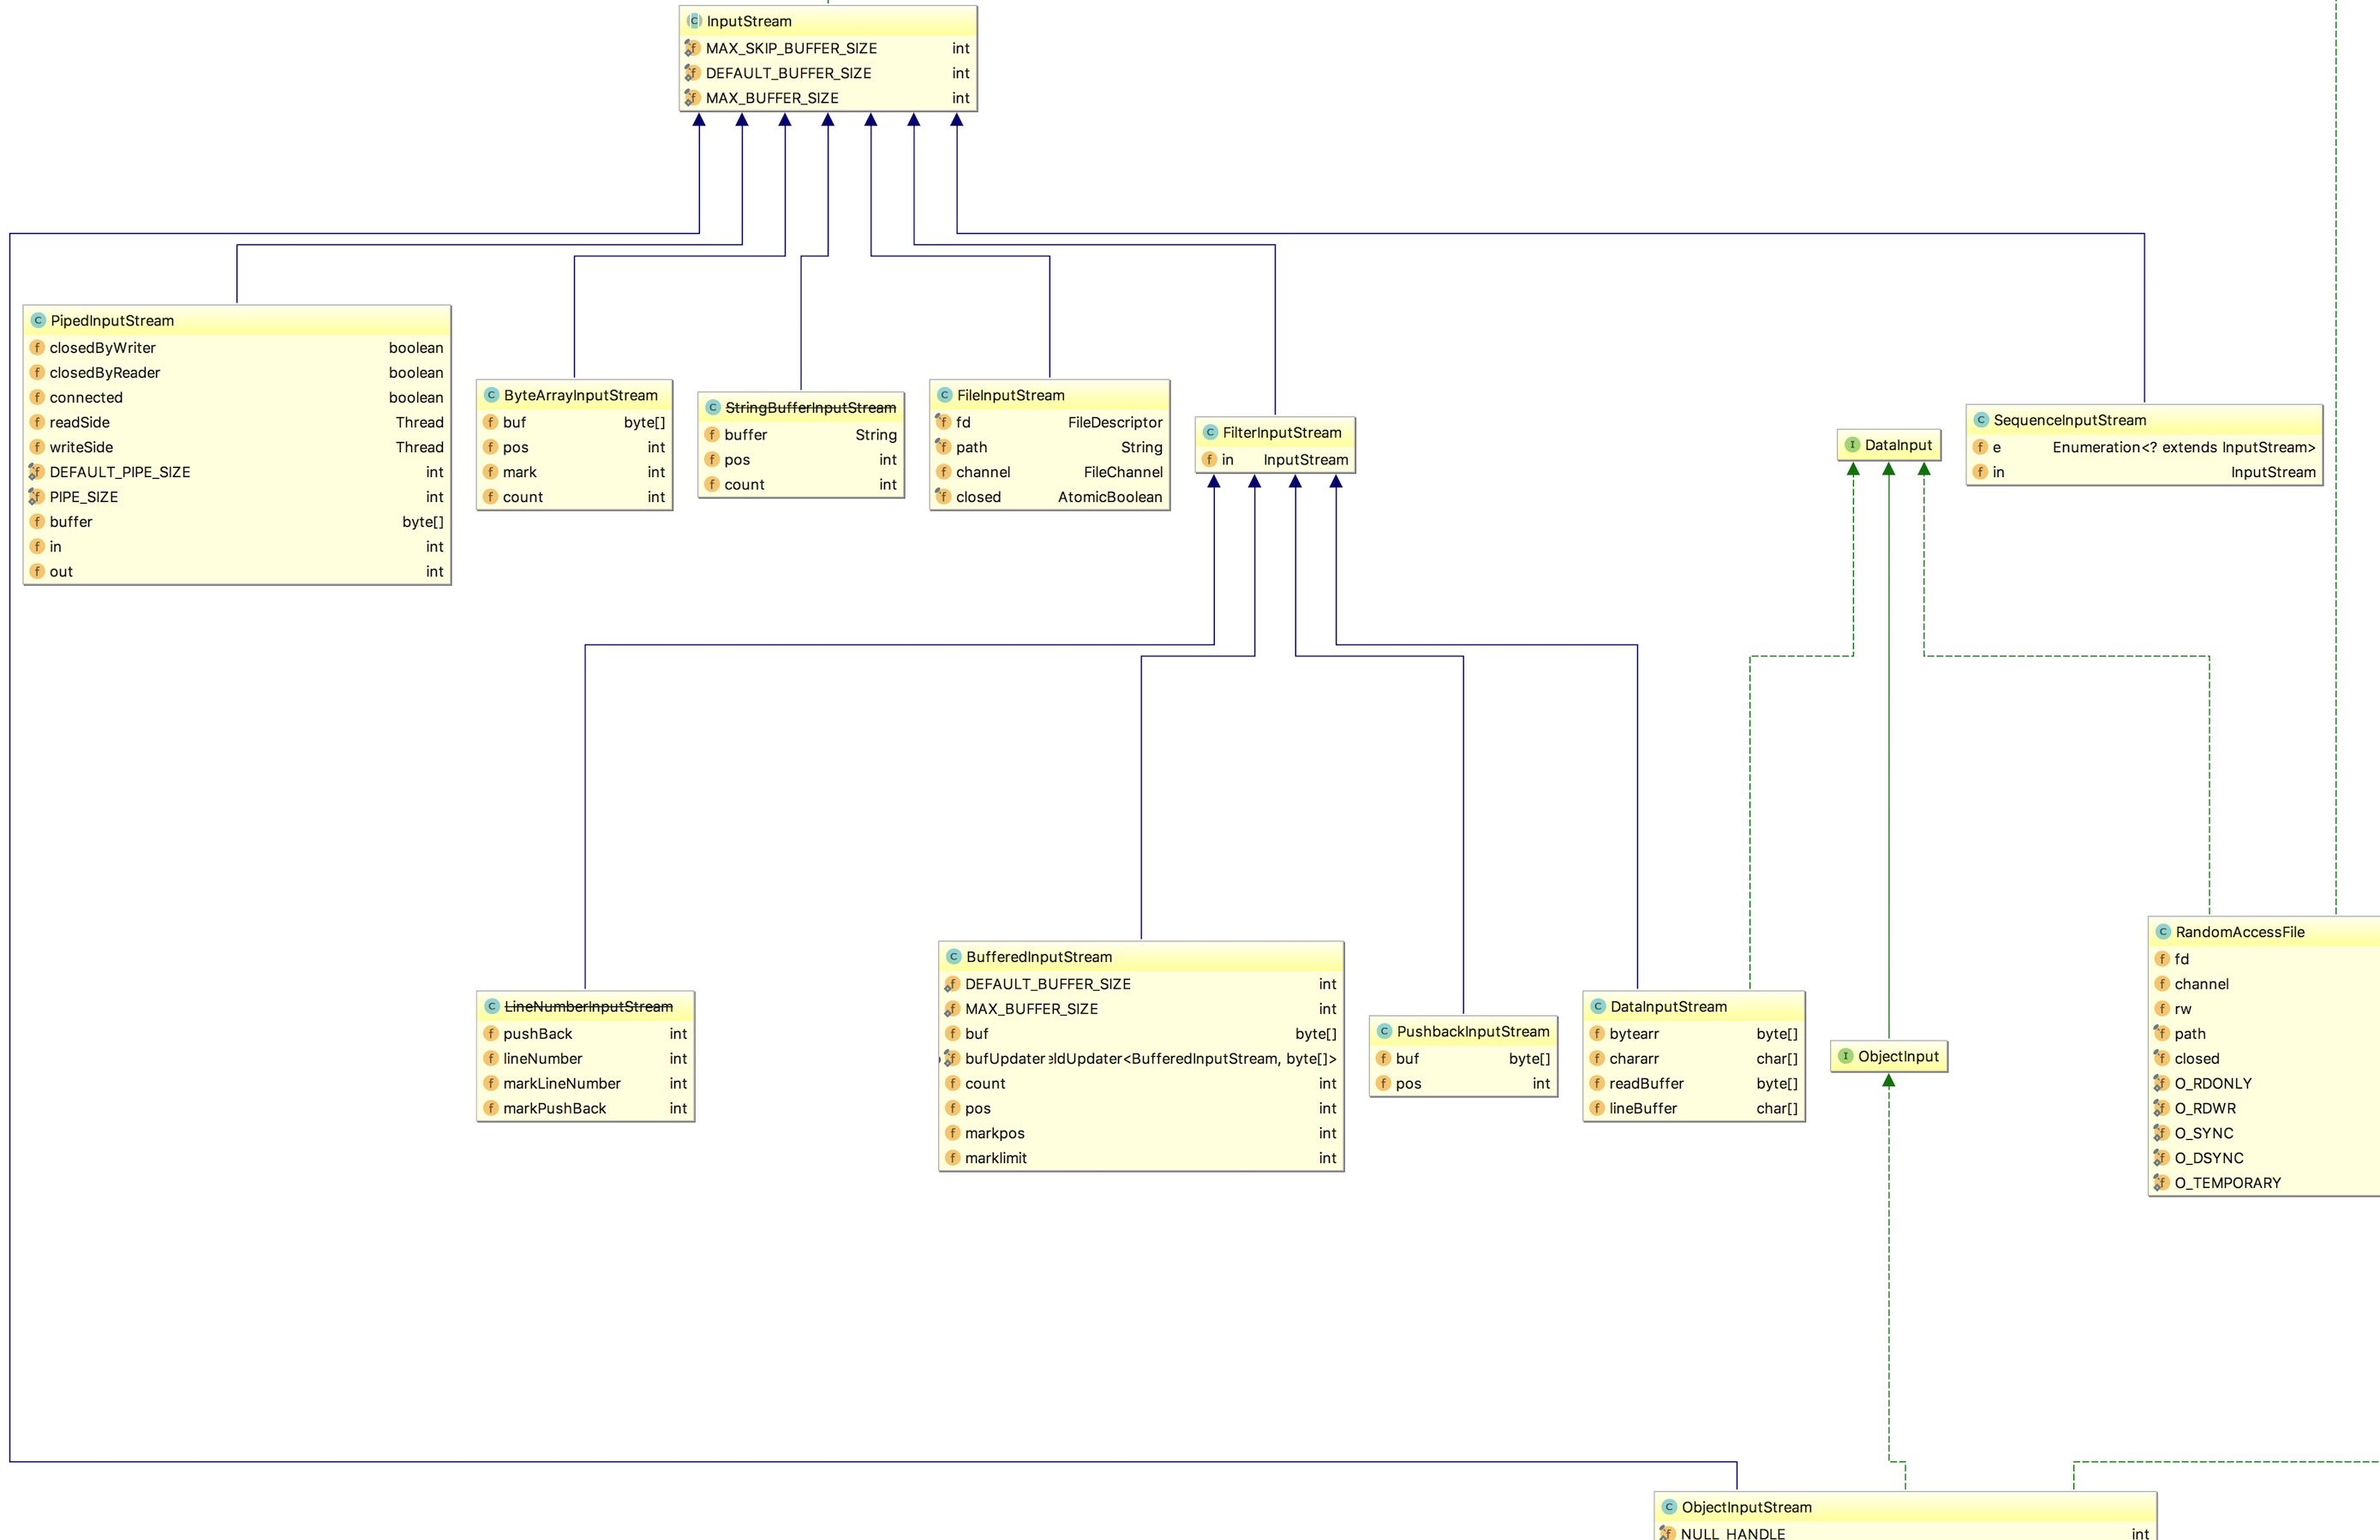 InputStream
MAX_SKIP_BUFFER_SIZE int
DEFAULT_BUFFER_SIZE int
MAX_BUFFER_SIZE int
PipedInputStream
closedByWriter boolean
closedByReader boolean
connected boolean
readSide Thread
writeSide Thread
DEFAULT_PIPE_SIZE int
PIPE_SIZE int
buffer byte[]
in int
out int
ByteArrayInputStream
buf byte[]
pos int
mark int
count int
StringBufferInputStream
buffer String
pos int
count int
FileInputStream
fd FileDescriptor
path String
channel FileChannel
closed AtomicBoolean
FilterInputStream
in InputStream
DataInput
SequenceInputStream
e Enumeration<? extends InputStream>
in InputStream
LineNumberInputStream
pushBack int
lineNumber int
markLineNumber int
markPushBack int
BufferedInputStream
DEFAULT_BUFFER_SIZE int
MAX_BUFFER_SIZE int
buf byte[]
bufUpdater ldUpdater<BufferedInputStream, byte[]>
count int
pos int
markpos int
marklimit int
PushbackInputStream
buf byte[]
pos int
DataInputStream
bytearr byte[]
chararr char[]
readBuffer byte[]
lineBuffer char[]
ObjectInput
RandomAccessFile
fd
channel
rw
path
closed
O_RDONLY
O_RDWR
O_SYNC
O_DSYNC
O_TEMPORARY
ObjectInputStream
NULL_HANDLE int